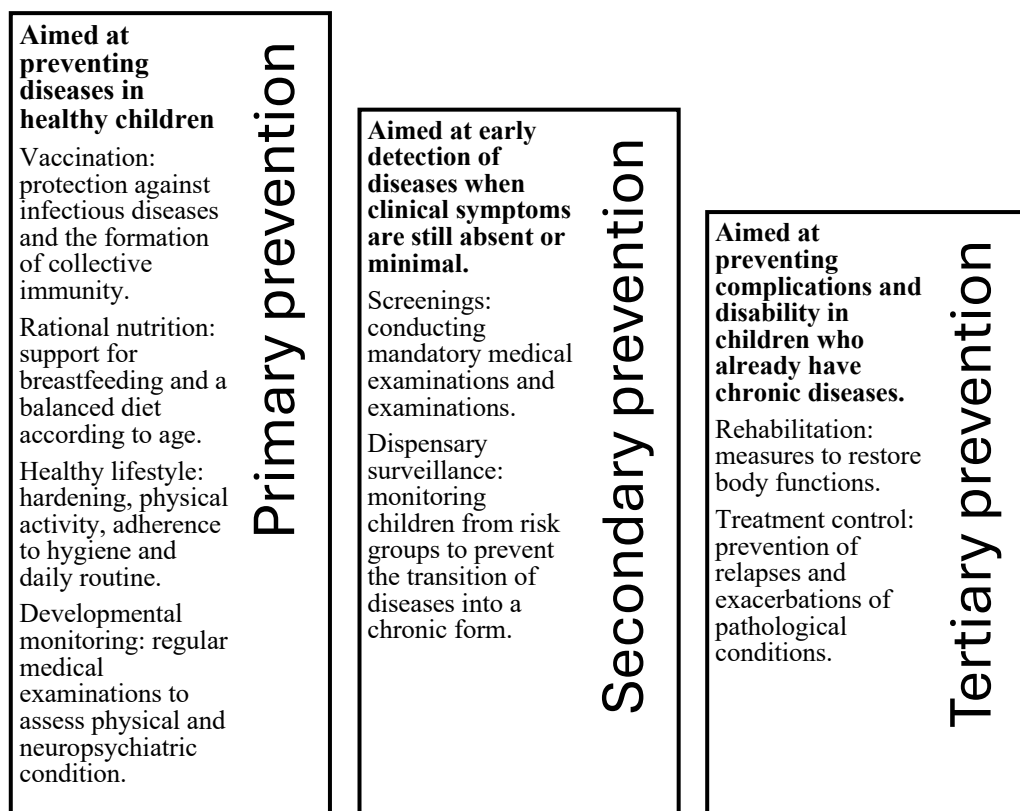 Aimed at
preventing
diseases in
healthy children
Vaccination:
protection against
infectious diseases
and the formation
of collective
immunity.
Rational nutrition:
support for
breastfeeding and a
balanced diet
according to age.
Healthy lifestyle:
hardening, physical
activity, adherence
to hygiene and
daily routine.
Developmental
monitoring: regular
medical
examinations to
assess physical and
neuropsychiatric
condition.
Primary prevention
Aimed at early
detection of
diseases when
clinical symptoms
are still absent or
minimal.
Screenings:
conducting
mandatory medical
examinations and
examinations.
Dispensary
surveillance:
monitoring
children from risk
groups to prevent
the transition of
diseases into a
chronic form.
Secondary prevention
Aimed at
preventing
complications and
disability in
children who
already have
chronic diseases.
Rehabilitation:
measures to restore
body functions.
Treatment control:
prevention of
relapses and
exacerbations of
pathological
conditions.
Tertiary prevention